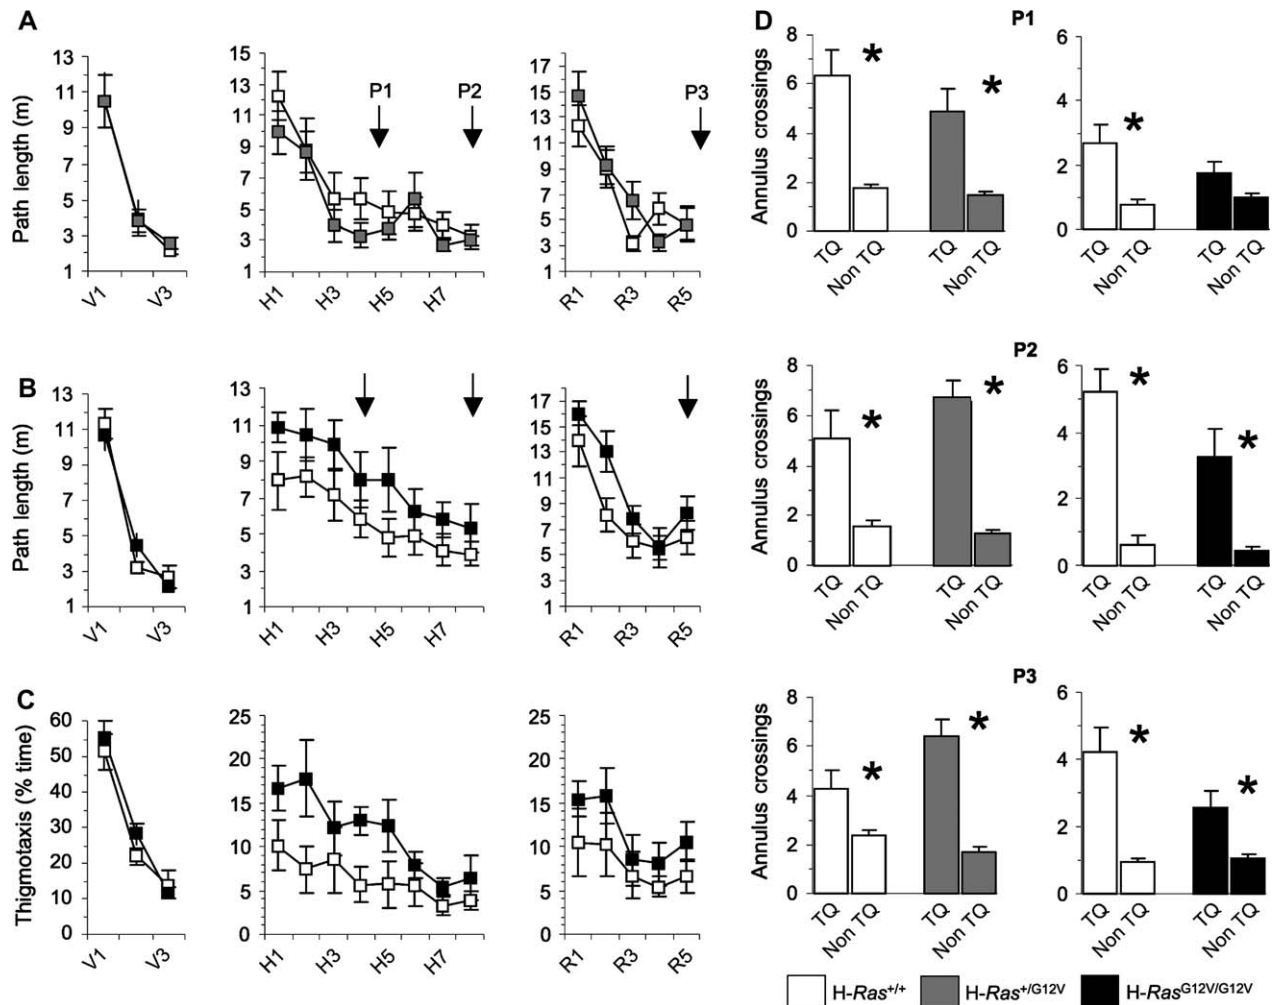 A
Path length (m)
13
11
9
7
5
3
1
V1
V3
15
13
11
9
7
5
3
1
P1
P2
H1
H3
H5
H7
17
15
13
11
9
7
5
3
1
P3
R1
R3
R5
B
Path length (m)
13
11
9
7
5
3
1
V1
V3
13
11
9
7
5
3
1
H1
H3
H5
H7
17
15
13
11
9
7
5
3
1
R1
R3
R5
C
Thigmotaxis (% time)
60
50
40
30
20
10
0
V1
V3
25
20
15
10
5
0
H1
H3
H5
H7
25
20
15
10
5
0
R1
R3
R5
D
P1
Annulus crossings
8
6
4
2
0
* *
TQ Non TQ TQ Non TQ
6
4
2
0
*
TQ Non TQ TQ Non TQ
P2
Annulus crossings
8
6
4
2
0
* *
TQ Non TQ TQ Non TQ
6
4
2
0
* *
TQ Non TQ TQ Non TQ
P3
Annulus crossings
8
6
4
2
0
* *
TQ Non TQ TQ Non TQ
6
4
2
0
* *
TQ Non TQ TQ Non TQ
H-Ras+/+ H-Ras+/G12V H-RasG12V/G12V